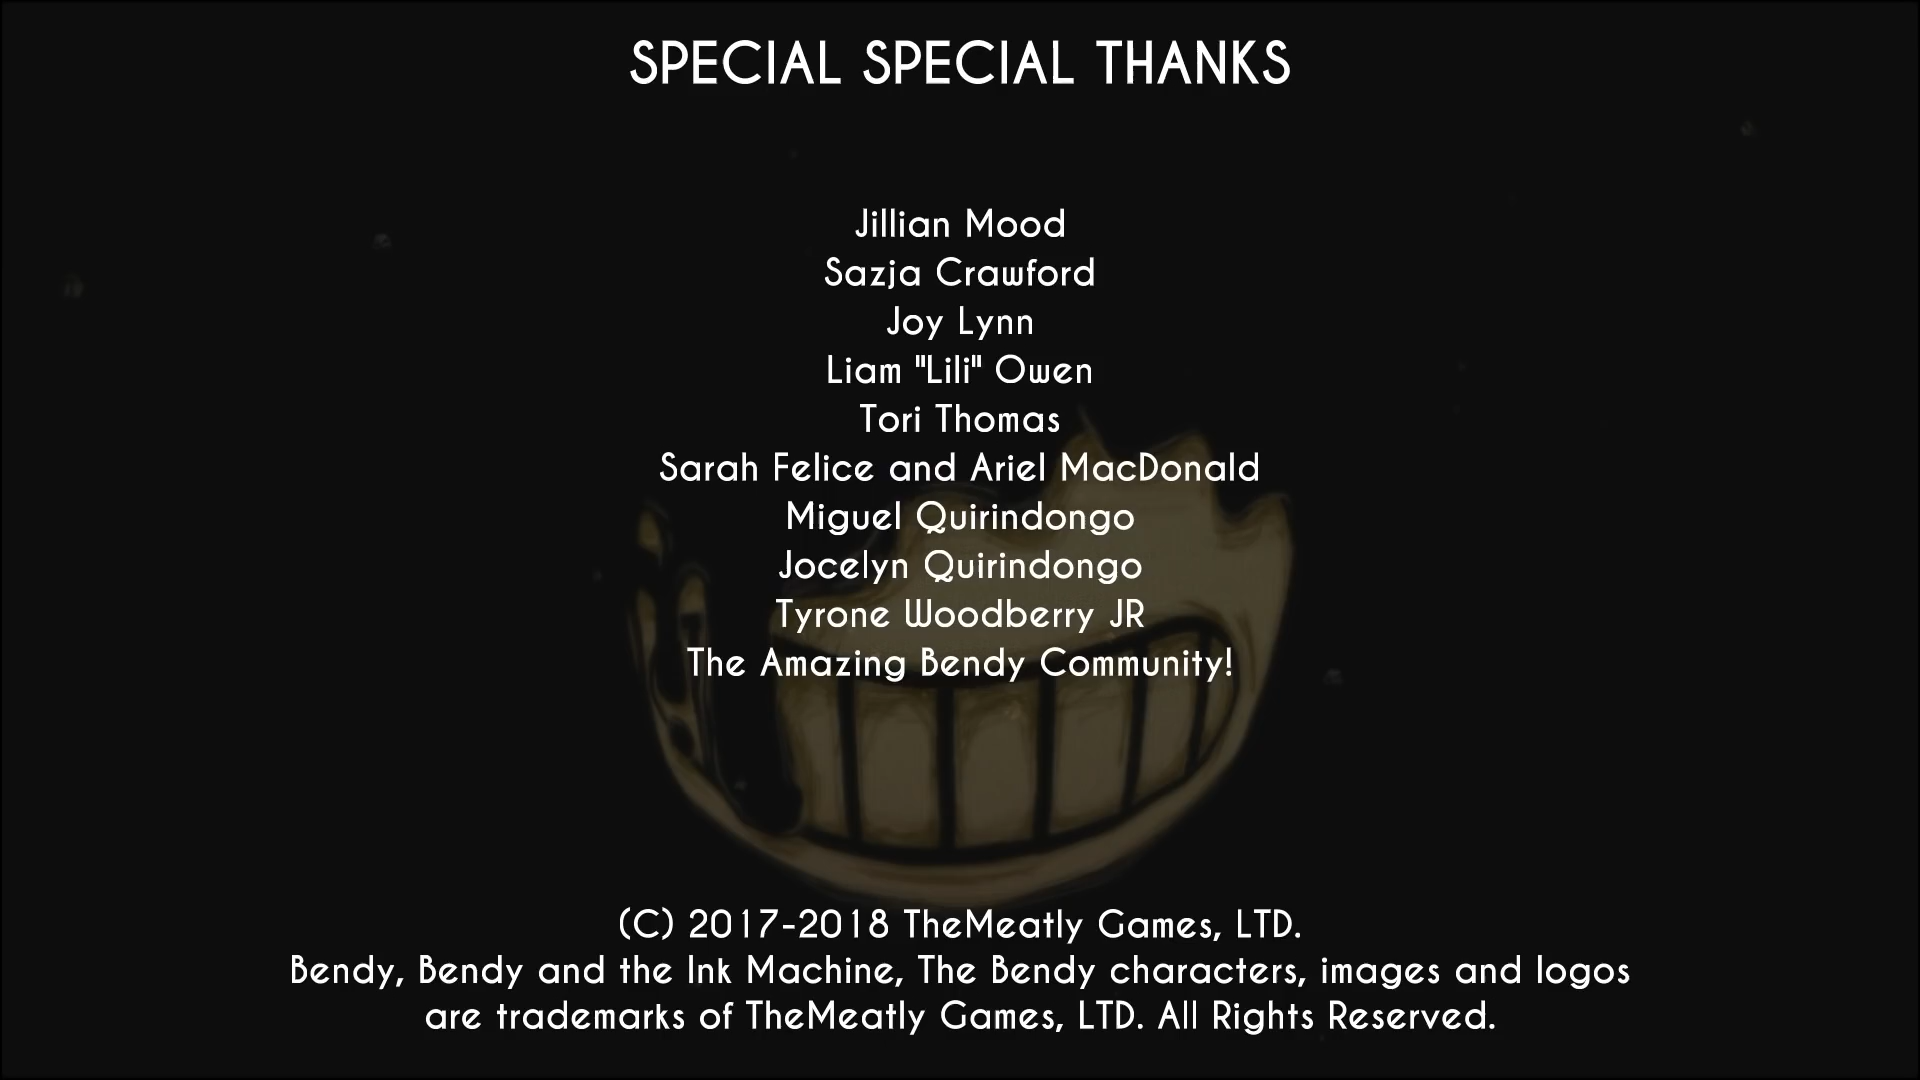 SPECIAL SPECIAL THANKS
Jillian Mood
Sazja Crawford
Joy Lynn
Liam "Lili" Owen
Tori Thomas
Sarah Felice and Ariel MacDonald
Miguel Quirindongo
Jocelyn Quirindongo
Tyrone Woodberry JR
The Amazing Bendy Community!
(C) 2017-2018 TheMeatly Games, LTD.
Bendy, Bendy and the Ink Machine, The Bendy characters, images and logos
are trademarks of TheMeatly Games, LTD. All Rights Reserved.